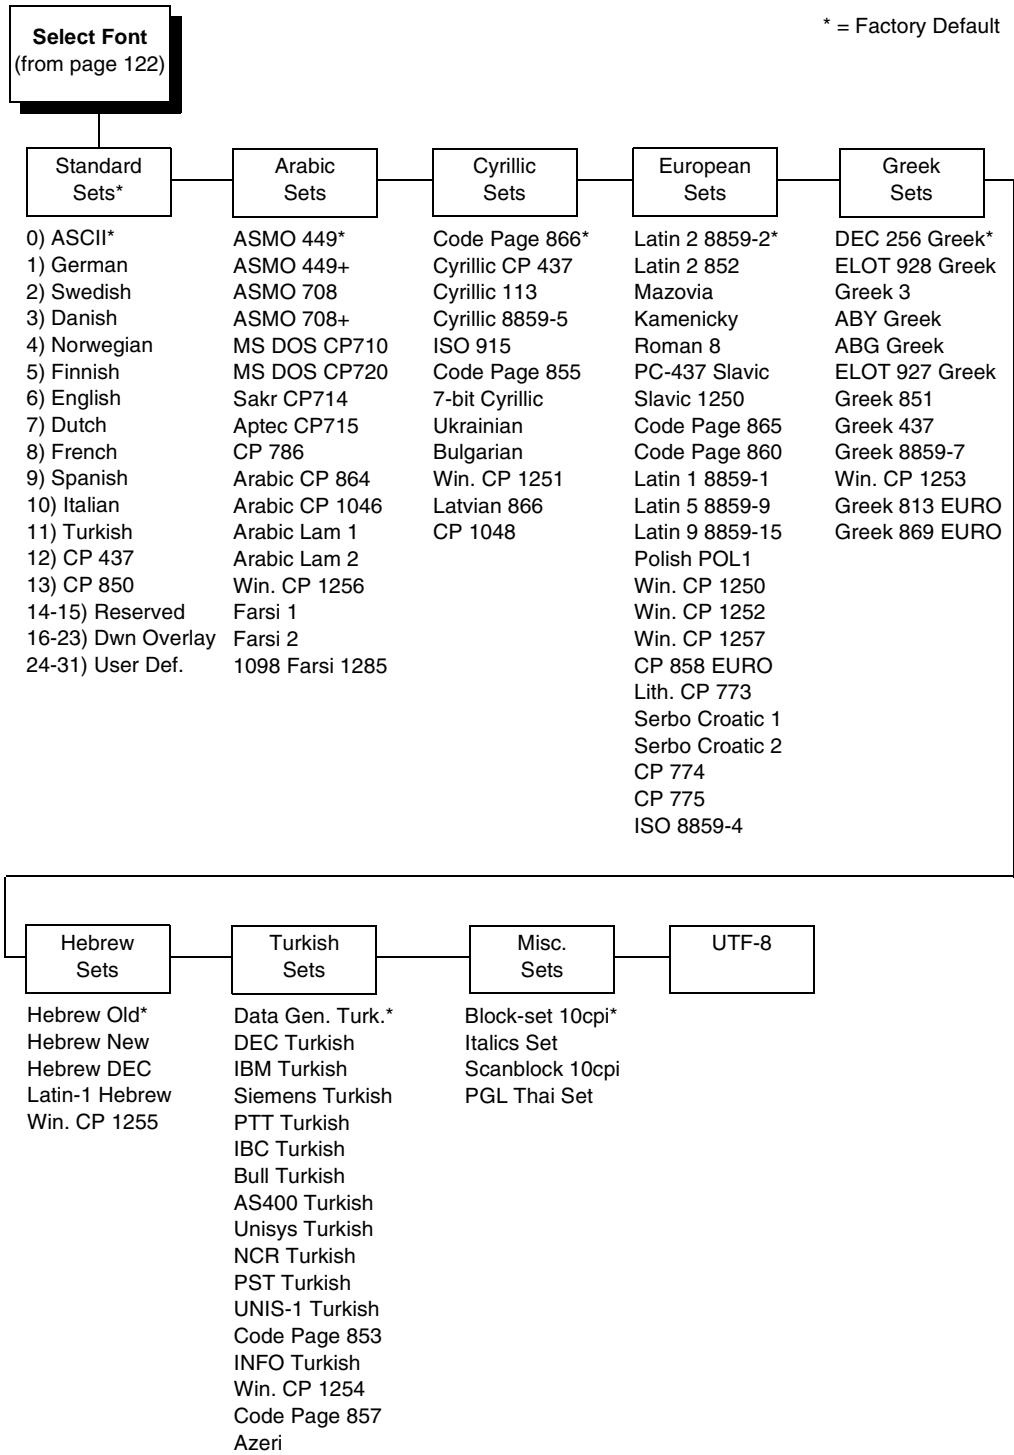 Select Font
(from page 122)
* = Factory Default
Standard
Sets*
0) ASCII*
1) German
2) Swedish
3) Danish
4) Norwegian
5) Finnish
6) English
7) Dutch
8) French
9) Spanish
10) Italian
11) Turkish
12) CP 437
13) CP 850
14-15) Reserved
16-23) Dwn Overlay
24-31) User Def.
Arabic
Sets
ASMO 449*
ASMO 449+
ASMO 708
ASMO 708+
MS DOS CP710
MS DOS CP720
Sakr CP714
Aptec CP715
CP 786
Arabic CP 864
Arabic CP 1046
Arabic Lam 1
Arabic Lam 2
Win. CP 1256
Farsi 1
Farsi 2
1098 Farsi 1285
Cyrillic
Sets
Code Page 866*
Cyrillic CP 437
Cyrillic 113
Cyrillic 8859-5
ISO 915
Code Page 855
7-bit Cyrillic
Ukrainian
Bulgarian
Win. CP 1251
Latvian 866
CP 1048
European
Sets
Latin 2 8859-2*
Latin 2 852
Mazovia
Kamenicky
Roman 8
PC-437 Slavic
Slavic 1250
Code Page 865
Code Page 860
Latin 1 8859-1
Latin 5 8859-9
Latin 9 8859-15
Polish POL1
Win. CP 1250
Win. CP 1252
Win. CP 1257
CP 858 EURO
Lith. CP 773
Serbo Croatic 1
Serbo Croatic 2
CP 774
CP 775
ISO 8859-4
Greek
Sets
DEC 256 Greek*
ELOT 928 Greek
Greek 3
ABY Greek
ABG Greek
ELOT 927 Greek
Greek 851
Greek 437
Greek 8859-7
Win. CP 1253
Greek 813 EURO
Greek 869 EURO
Hebrew
Sets
Hebrew Old*
Hebrew New
Hebrew DEC
Latin-1 Hebrew
Win. CP 1255
Turkish
Sets
Data Gen. Turk.*
DEC Turkish
IBM Turkish
Siemens Turkish
PTT Turkish
IBC Turkish
Bull Turkish
AS400 Turkish
Unisys Turkish
NCR Turkish
PST Turkish
UNIS-1 Turkish
Code Page 853
INFO Turkish
Win. CP 1254
Code Page 857
Azeri
Misc.
Sets
Block-set 10cpi*
Italics Set
Scanblock 10cpi
PGL Thai Set
UTF-8